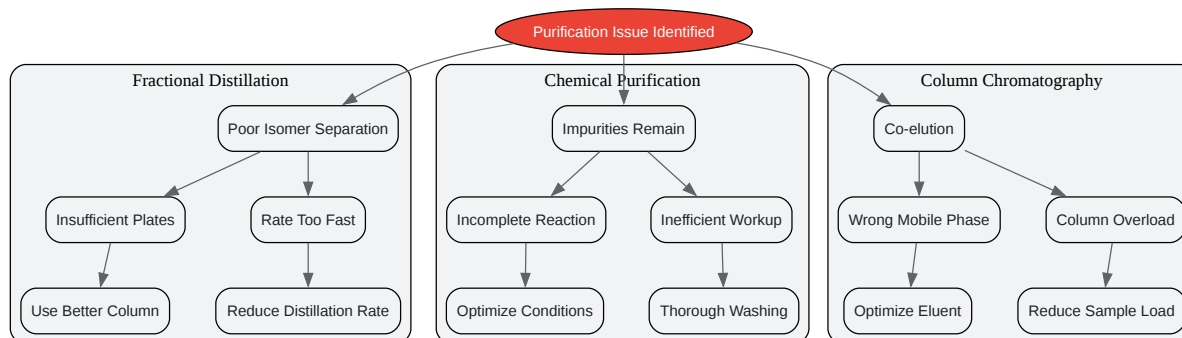 Purification Issue Identified
Fractional Distillation
Chemical Purification
Column Chromatography
Poor Isomer Separation
Impurities Remain
Co-elution
Insufficient Plates
Rate Too Fast
Incomplete Reaction
Inefficient Workup
Wrong Mobile Phase
Column Overload
Use Better Column
Reduce Distillation Rate
Optimize Conditions
Thorough Washing
Optimize Eluent
Reduce Sample Load